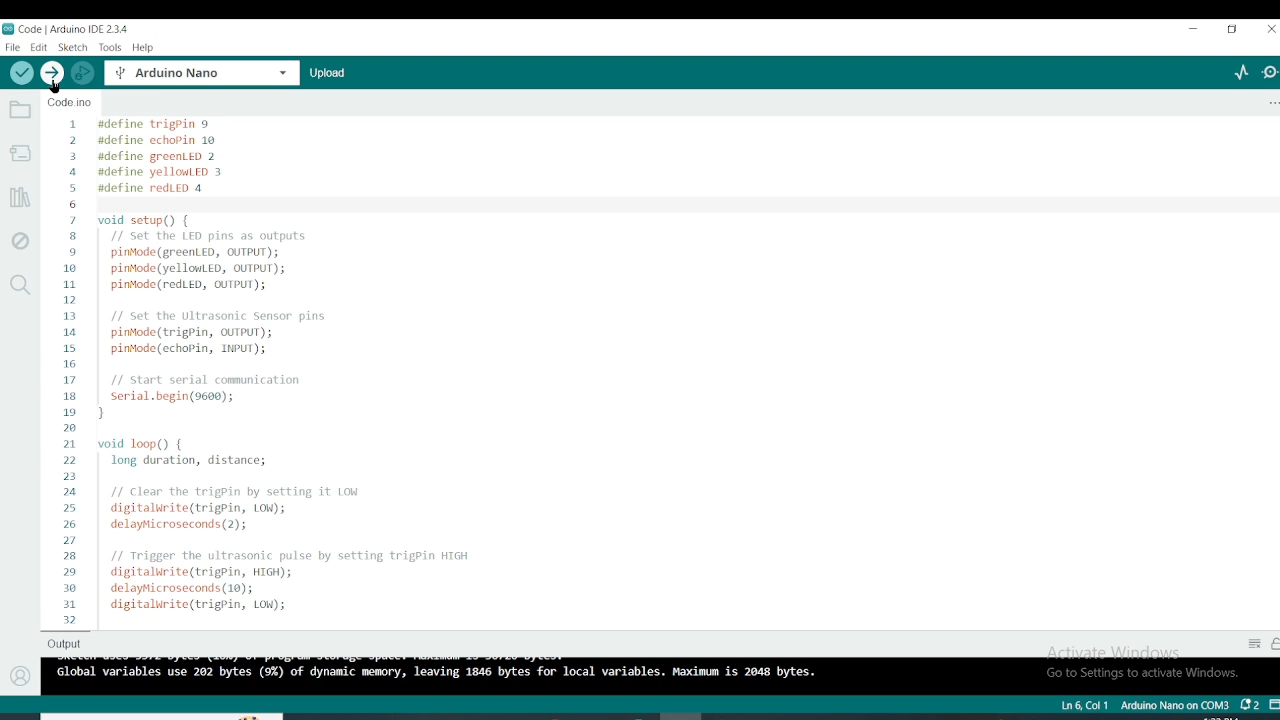 Code | Arduino IDE 2.3.4
File Edit Sketch Tools Help
Arduino Nano Upload
Code.ino
1 #define trigPin 9
2 #define echoPin 10
3 #define greenLED 2
4 #define yellowLED 3
5 #define redLED 4
6
7 void setup() {
8 // Set the LED pins as outputs
9 pinMode(greenLED, OUTPUT);
10 pinMode(yellowLED, OUTPUT);
11 pinMode(redLED, OUTPUT);
12
13 // Set the Ultrasonic Sensor pins
14 pinMode(trigPin, OUTPUT);
15 pinMode(echoPin, INPUT);
16
17 // Start serial communication
18 Serial.begin(9600);
19 }
20
21 void loop() {
22 long duration, distance;
23
24 // Clear the trigPin by setting it LOW
25 digitalWrite(trigPin, LOW);
26 delayMicroseconds(2);
27
28 // Trigger the ultrasonic pulse by setting trigPin HIGH
29 digitalWrite(trigPin, HIGH);
30 delayMicroseconds(10);
31 digitalWrite(trigPin, LOW);
32
Output
Global variables use 202 bytes (9%) of dynamic memory, leaving 1846 bytes for local variables. Maximum is 2048 bytes.
Activate Windows
Go to Settings to activate Windows.
Ln 6, Col 1 Arduino Nano on COM3 2